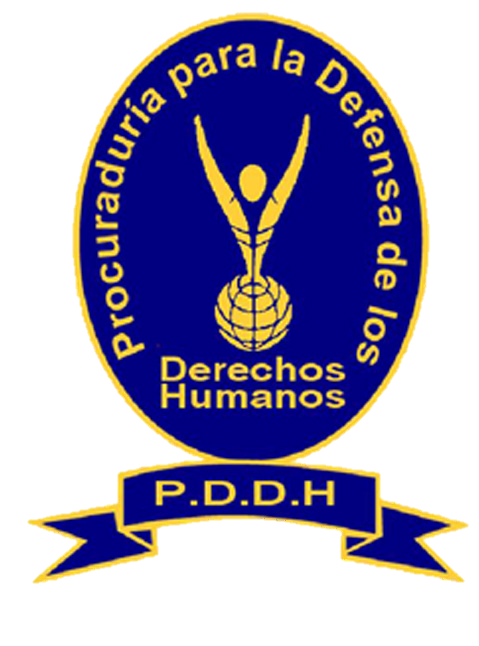 Procuraduría para la Defensa de los
Derechos
Humanos
P.D.D.H